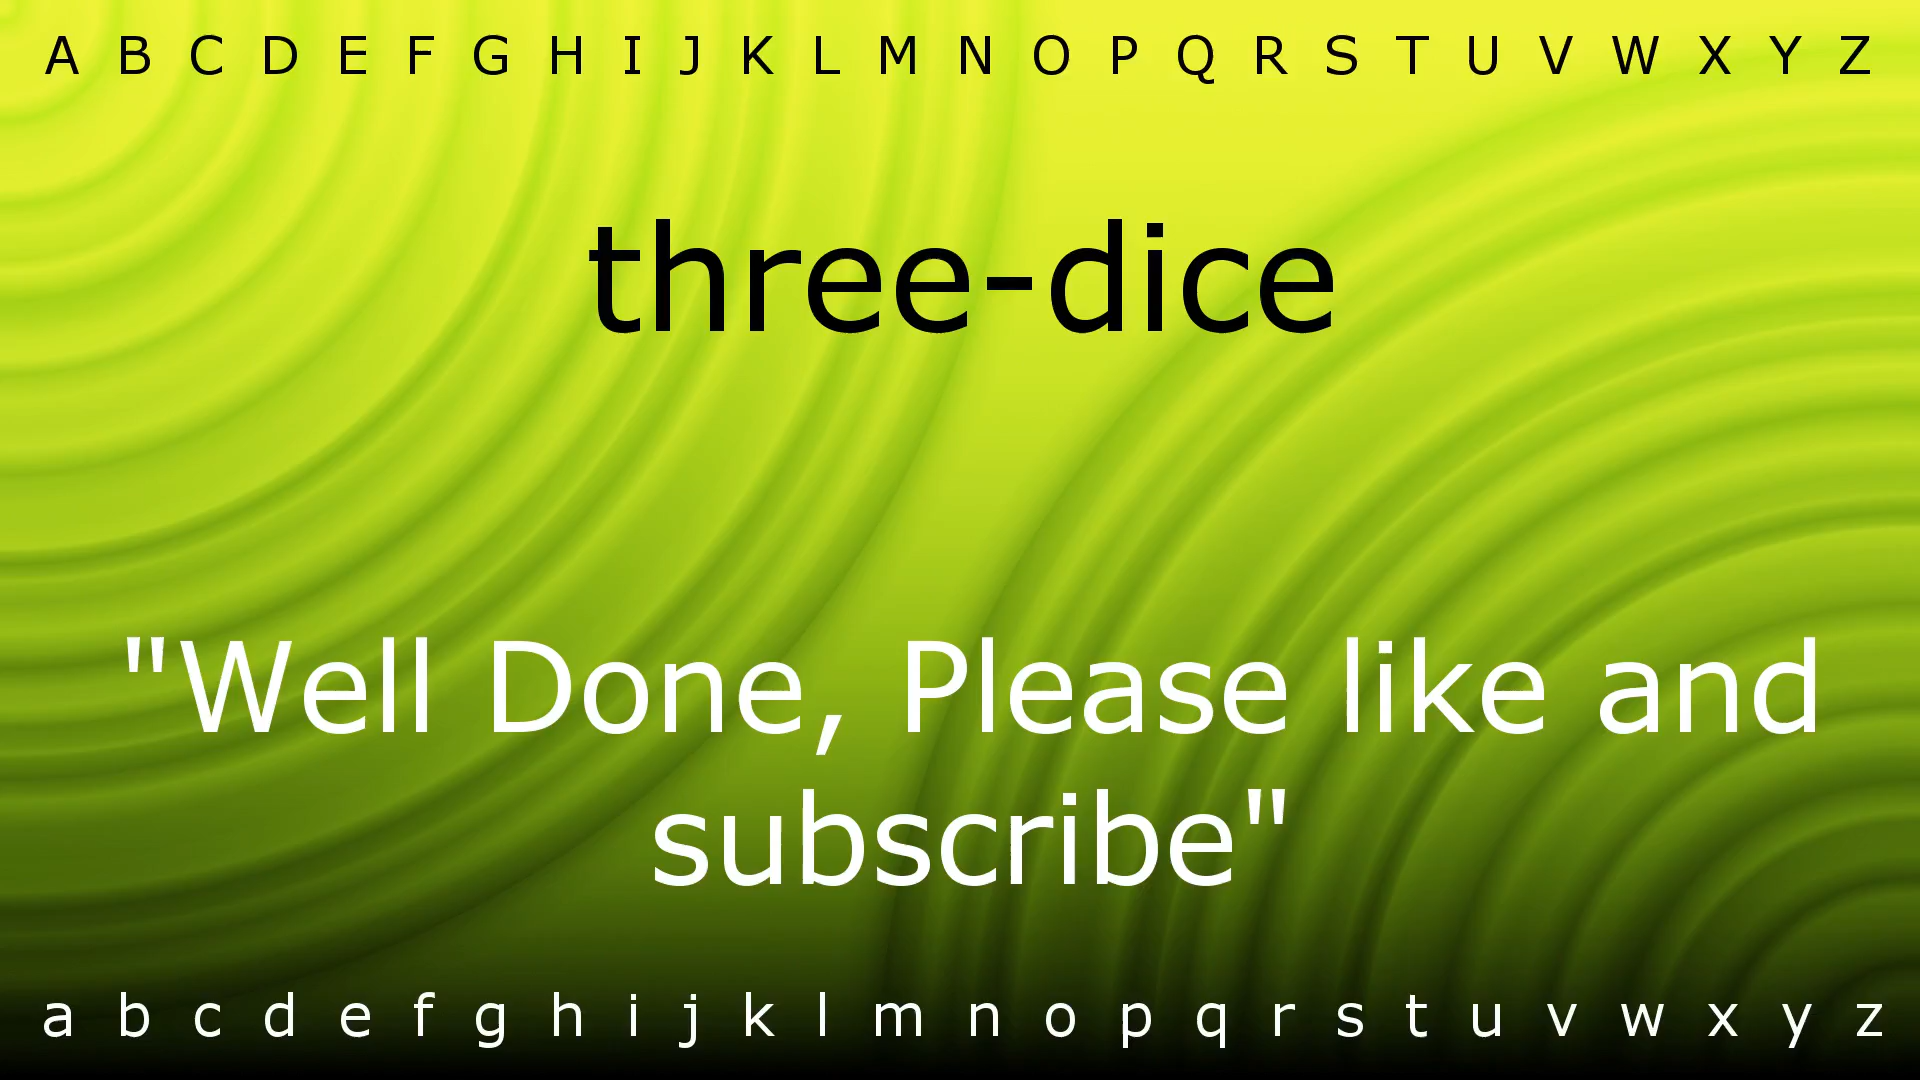 A B C D E F G H I J K L M N O P Q R S T U V W X Y Z
three-dice
"Well Done, Please like and
subscribe"
a b c d e f g h i j k l m n o p q r s t u v w x y z